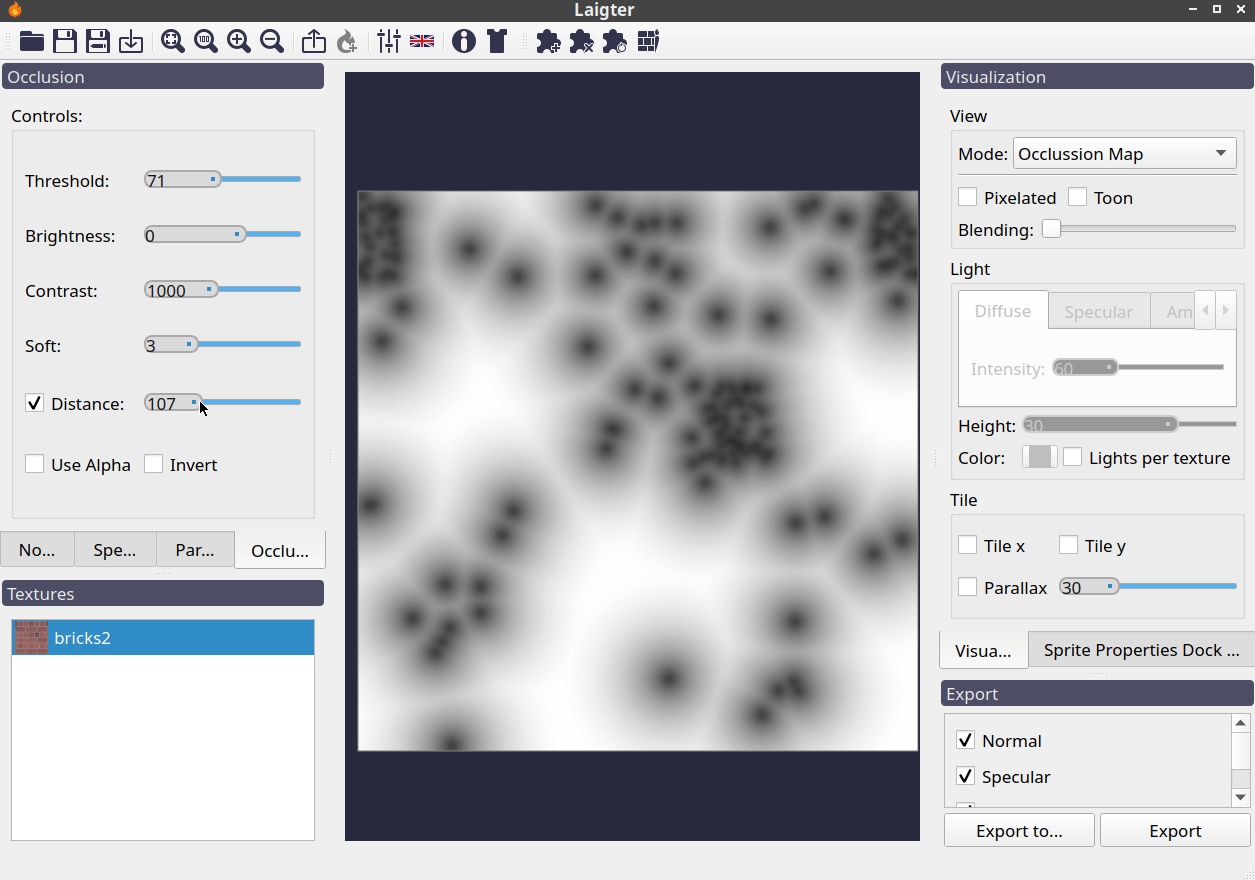 Laigter
100
Occlusion
Controls:
Threshold: 71
Brightness: 0
Contrast: 1000
Soft: 3
Distance: 107
Use Alpha Invert
No... Spe... Par... Occlu...
Textures
bricks2
Visualization
View
Mode: Occlussion Map
Pixelated Toon
Blending:
Light
Diffuse Specular Am
Intensity: 60
Height: 30
Color: Lights per texture
Tile
Tile x Tile y
Parallax 30
Visua... Sprite Properties Dock ...
Export
Normal
Specular
Export to... Export